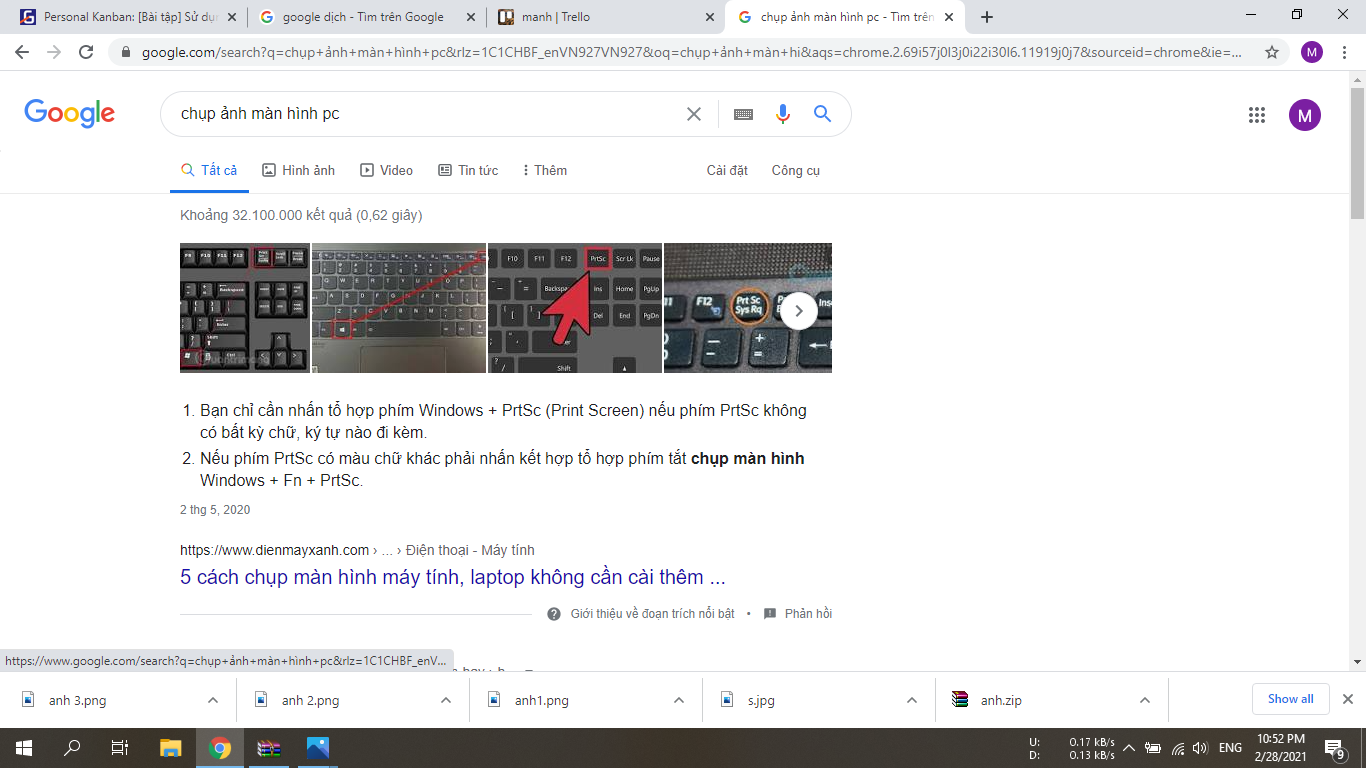 Personal Kanban: [Bài tập] Sử dụ
google dịch - Tìm trên Google
manh | Trello
chụp ảnh màn hình pc - Tìm trên
google.com/search?q=chụp+ảnh+màn+hình+pc&rlz=1C1CHBF_enVN927VN927&oq=chụp+ảnh+màn+hi&aqs=chrome.2.69i57j0l3j0i22i30l6.11919j0j7&sourceid=chrome&ie=...
M
Google
chụp ảnh màn hình pc
M
Tất cả
Hình ảnh
Video
Tin tức
Thêm
Cài đặt
Công cụ
Khoảng 32.100.000 kết quả (0,62 giây)
F10 F11 F12 PrtSc Scr Lk Pause
Backspace Ins Home PgUp
Del End PgDn
Shift
F12 Prt Sc
Sys Rq
1. Bạn chỉ cần nhấn tổ hợp phím Windows + PrtSc (Print Screen) nếu phím PrtSc không
có bất kỳ chữ, ký tự nào đi kèm.
2. Nếu phím PrtSc có màu chữ khác phải nhấn kết hợp tổ hợp phím tắt chụp màn hình
Windows + Fn + PrtSc.
2 thg 5, 2020
https://www.dienmayxanh.com › ... › Điện thoại - Máy tính
5 cách chụp màn hình máy tính, laptop không cần cài thêm ...
Giới thiệu về đoạn trích nổi bật • Phản hồi
https://www.google.com/search?q=chụp+ảnh+màn+hình+pc&rlz=1C1CHBF_enV...
anh 3.png
anh 2.png
anh1.png
s.jpg
anh.zip
Show all
U: 0.17 kB/s
D: 0.13 kB/s
ENG
10:52 PM
2/28/2021
9